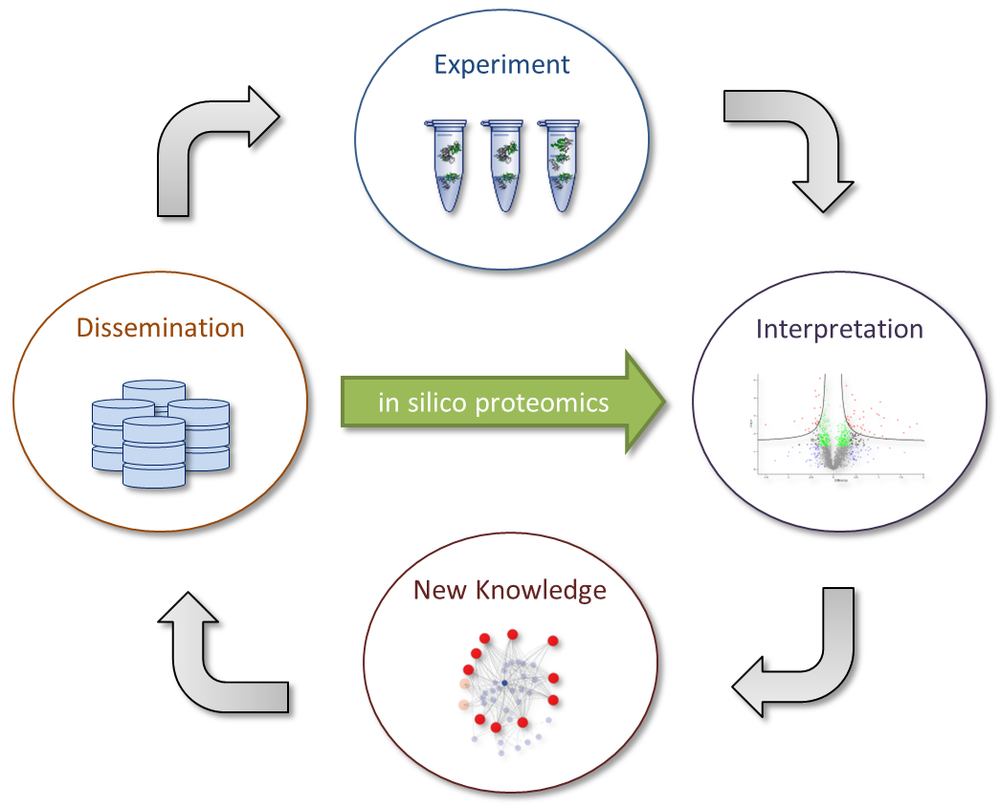 Experiment
Dissemination
in silico proteomics
Interpretation
New Knowledge